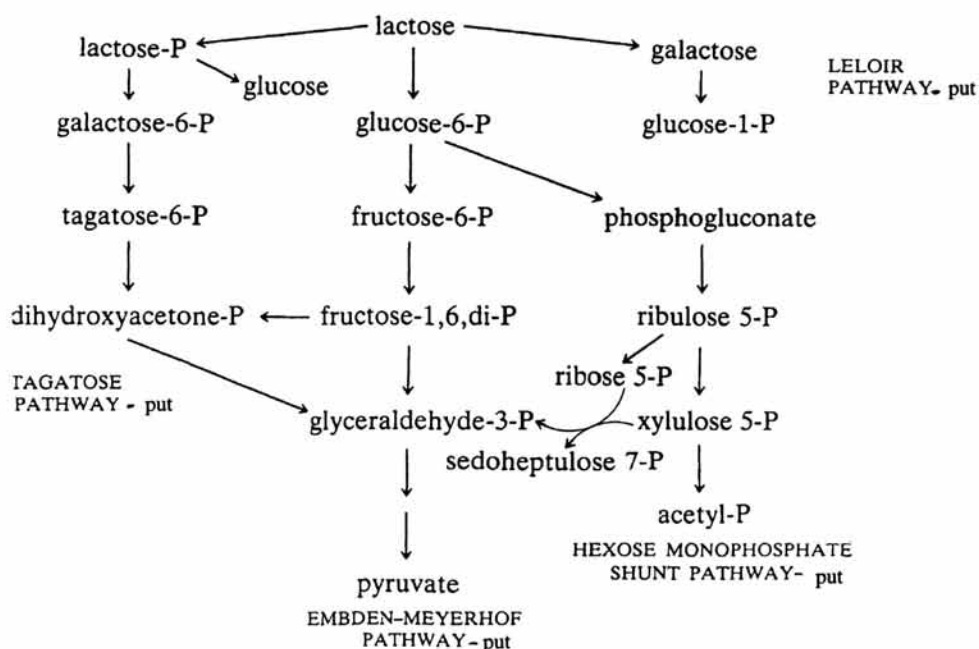 lactose
lactose-P
galactose
glucose
LELOIR
PATHWAY- put
galactose-6-P
glucose-6-P
glucose-1-P
tagatose-6-P
fructose-6-P
phosphogluconate
dihydroxyacetone-P
fructose-1,6,di-P
ribulose 5-P
ribose 5-P
TAGATOSE
PATHWAY - put
glyceraldehyde-3-P
xylulose 5-P
sedoheptulose 7-P
acetyl-P
HEXOSE MONOPHOSPHATE
SHUNT PATHWAY- put
pyruvate
EMBDEN-MEYERHOF
PATHWAY-put